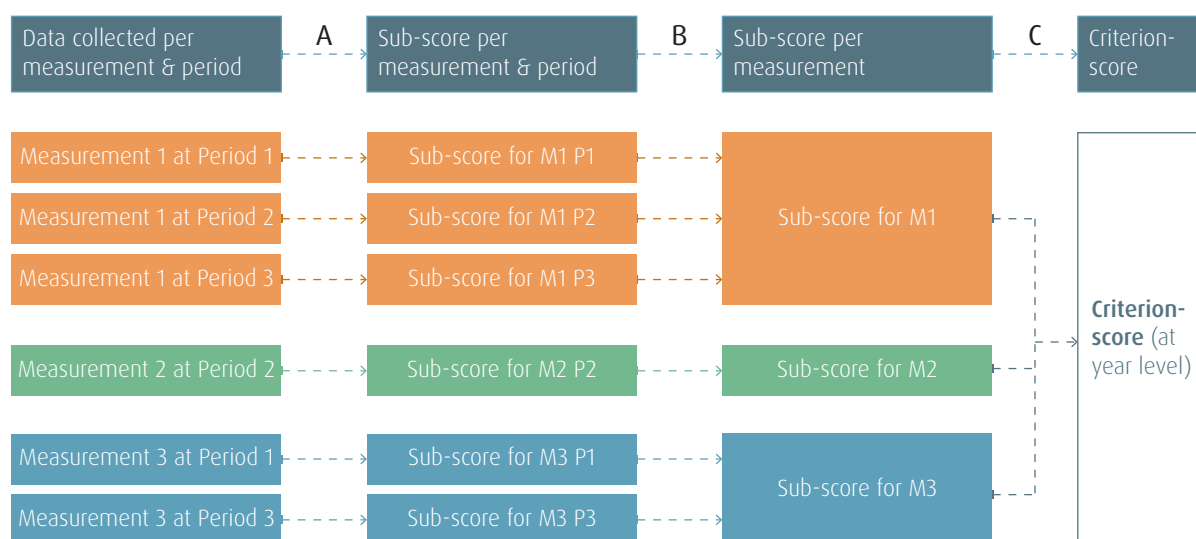 Data collected per
measurement & period
A
Sub-score per
measurement & period
B
Sub-score per
measurement
C
Criterion-
score
Measurement 1 at Period 1
Sub-score for M1 P1
Measurement 1 at Period 2
Sub-score for M1 P2
Sub-score for M1
Measurement 1 at Period 3
Sub-score for M1 P3
Criterion-
score (at
year level)
Measurement 2 at Period 2
Sub-score for M2 P2
Sub-score for M2
Measurement 3 at Period 1
Sub-score for M3 P1
Sub-score for M3
Measurement 3 at Period 3
Sub-score for M3 P3